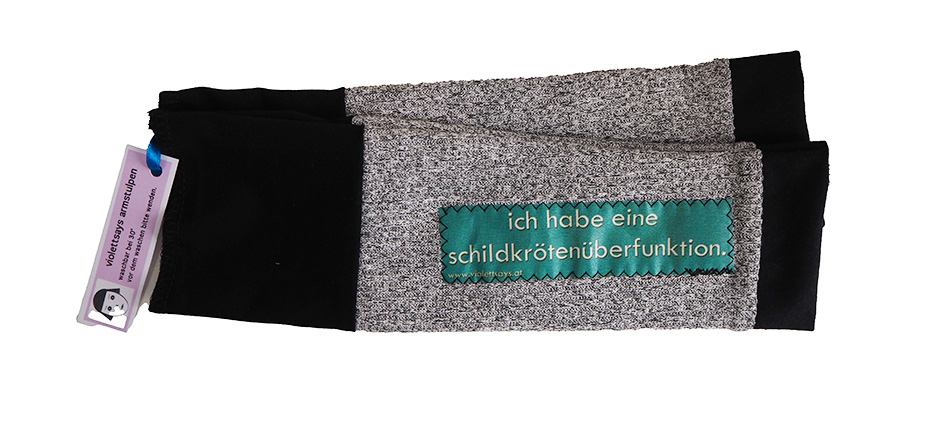 violettsays armstulpen
waschbar bei 30°
vor dem waschen bitte wenden.
ich habe eine
schildkrötenüberfunktion.
www.violettsays.at